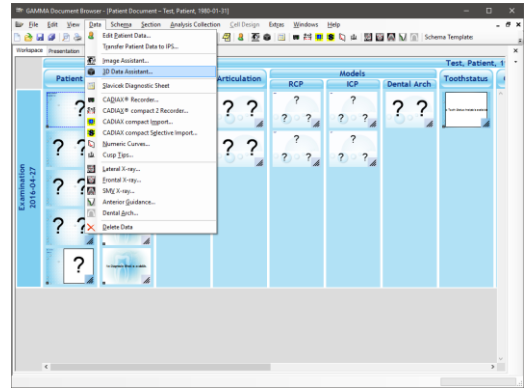 GAMMA Document Browser - [Patient Document - Test, Patient, 1980-01-31]
File Edit View Data Schema Section Analysis Collection Cell Design Extras Windows Help
Schema Template
Workspace Presentation
Edit Patient Data...
Transfer Patient Data to IPS...
Image Assistant...
3D Data Assistant...
Slavicek Diagnostic Sheet
CADIAX® Recorder...
CADIAX® compact 2 Recorder...
CADIAX compact Import...
CADIAX compact Selective Import...
Numeric Curves...
Cusp Tips...
Lateral X-ray...
Frontal X-ray...
SMV X-ray...
Anterior Guidance...
Dental Arch...
Delete Data
Test, Patient, 1
Patient
Articulation
Models
RCP
ICP
Dental Arch
Toothstatus
Examination
2016-04-27
? ? ? ? ? ? ?
? ? ? ? ?
? ?
? ?
?